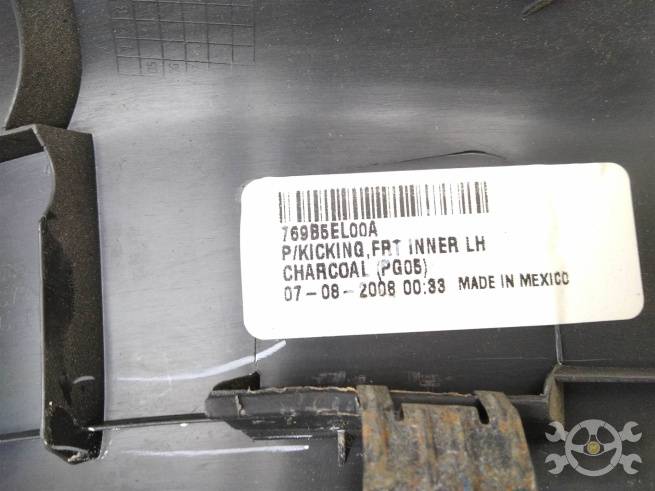 769B5EL00A
P/KICKING,FRT INNER LH
CHARCOAL (PG05)
07-08-2008 00:33 MADE IN MEXICO